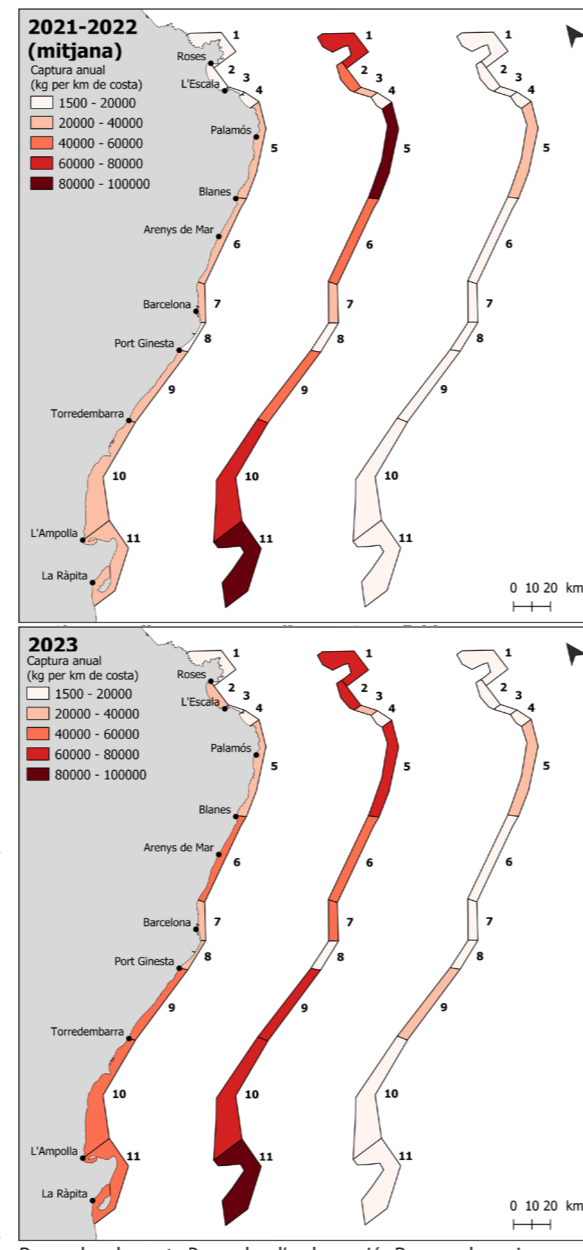 2021-2022
(mitjana)
Captura anual
(kg per km de costa)
1500 - 20000
20000 - 40000
40000 - 60000
60000 - 80000
80000 - 100000
Roses
L'Escala
Palamós
Blanes
Arenys de Mar
Barcelona
Port Ginesta
Torredembarra
L'Ampolla
La Ràpita
1
2
3
4
5
6
7
8
9
10
11
1
2
3
4
5
6
7
8
9
10
11
1
2
3
4
5
6
7
8
9
10
11
0 10 20 km
2023
Captura anual
(kg per km de costa)
1500 - 20000
20000 - 40000
40000 - 60000
60000 - 80000
80000 - 100000
Roses
L'Escala
Palamós
Blanes
Arenys de Mar
Barcelona
Port Ginesta
Torredembarra
L'Ampolla
La Ràpita
1
2
3
4
5
6
7
8
9
10
11
1
2
3
4
5
6
7
8
9
10
11
1
2
3
4
5
6
7
8
9
10
11
0 10 20 km